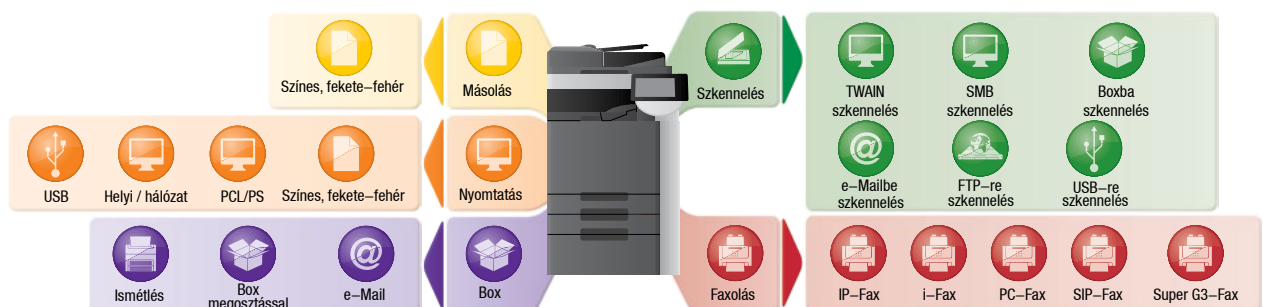 Színes, fekete–fehér
Másolás
Szkennelés
TWAIN
szkennelés
SMB
szkennelés
Boxba
szkennelés
USB
Helyi / hálózat
PCL/PS
Színes, fekete–fehér
Nyomtatás
e–Mailbe
szkennelés
FTP–re
szkennelés
USB–re
szkennelés
Ismétlés
Box
megosztással
e–Mail
Box
Faxolás
IP–Fax
i–Fax
PC–Fax
SIP–Fax
Super G3–Fax